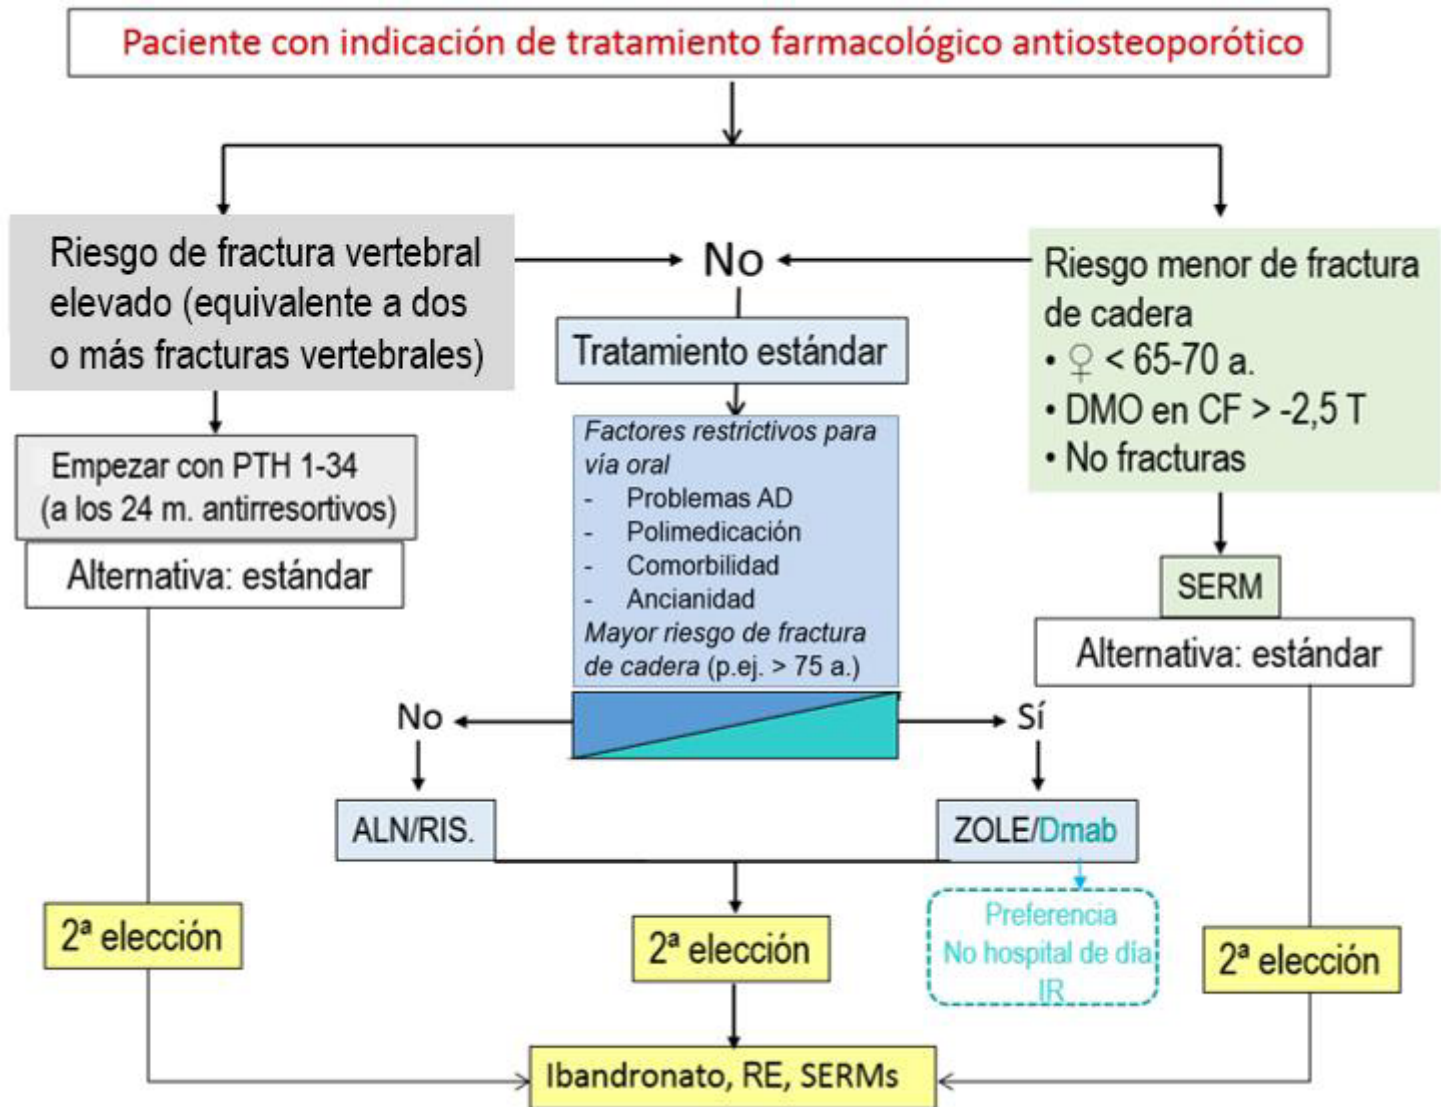 Paciente con indicación de tratamiento farmacológico antiosteoporótico
Riesgo de fractura vertebral
elevado (equivalente a dos
o más fracturas vertebrales)
Empezar con PTH 1-34
(a los 24 m. antirresortivos)
Alternativa: estándar
No
Tratamiento estándar
Factores restrictivos para
vía oral
- Problemas AD
- Polimedicación
- Comorbilidad
- Ancianidad
Mayor riesgo de fractura
de cadera (p.ej. > 75 a.)
Riesgo menor de fractura
de cadera
• ♀ < 65-70 a.
• DMO en CF > -2,5 T
• No fracturas
SERM
Alternativa: estándar
No
Sí
ALN/RIS.
ZOLE/Dmab
Preferencia
No hospital de día
IR
2ª elección
2ª elección
2ª elección
Ibandronato, RE, SERMs